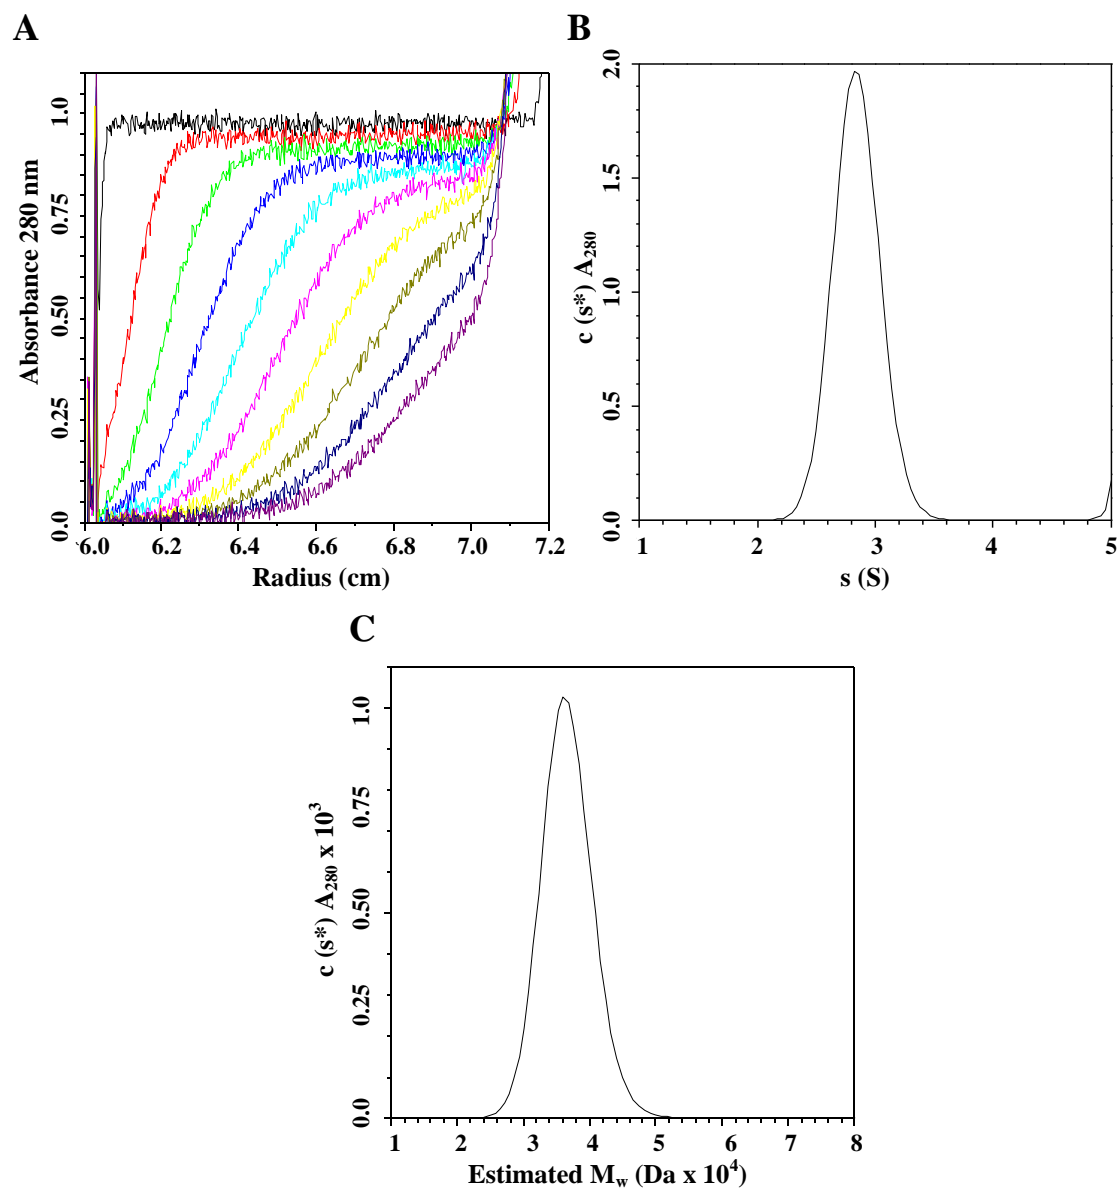 A
Absorbance 280 nm
1.0
0.75
0.50
0.25
0.0
6.0 6.2 6.4 6.6 6.8 7.0 7.2
Radius (cm)
B
c (s*) A280
2.0
1.5
1.0
0.5
0.0
1 2 3 4 5
s (S)
C
c (s*) A280 x 10³
1.0
0.75
0.50
0.25
0.0
1 2 3 4 5 6 7 8
Estimated Mw (Da x 10⁴)